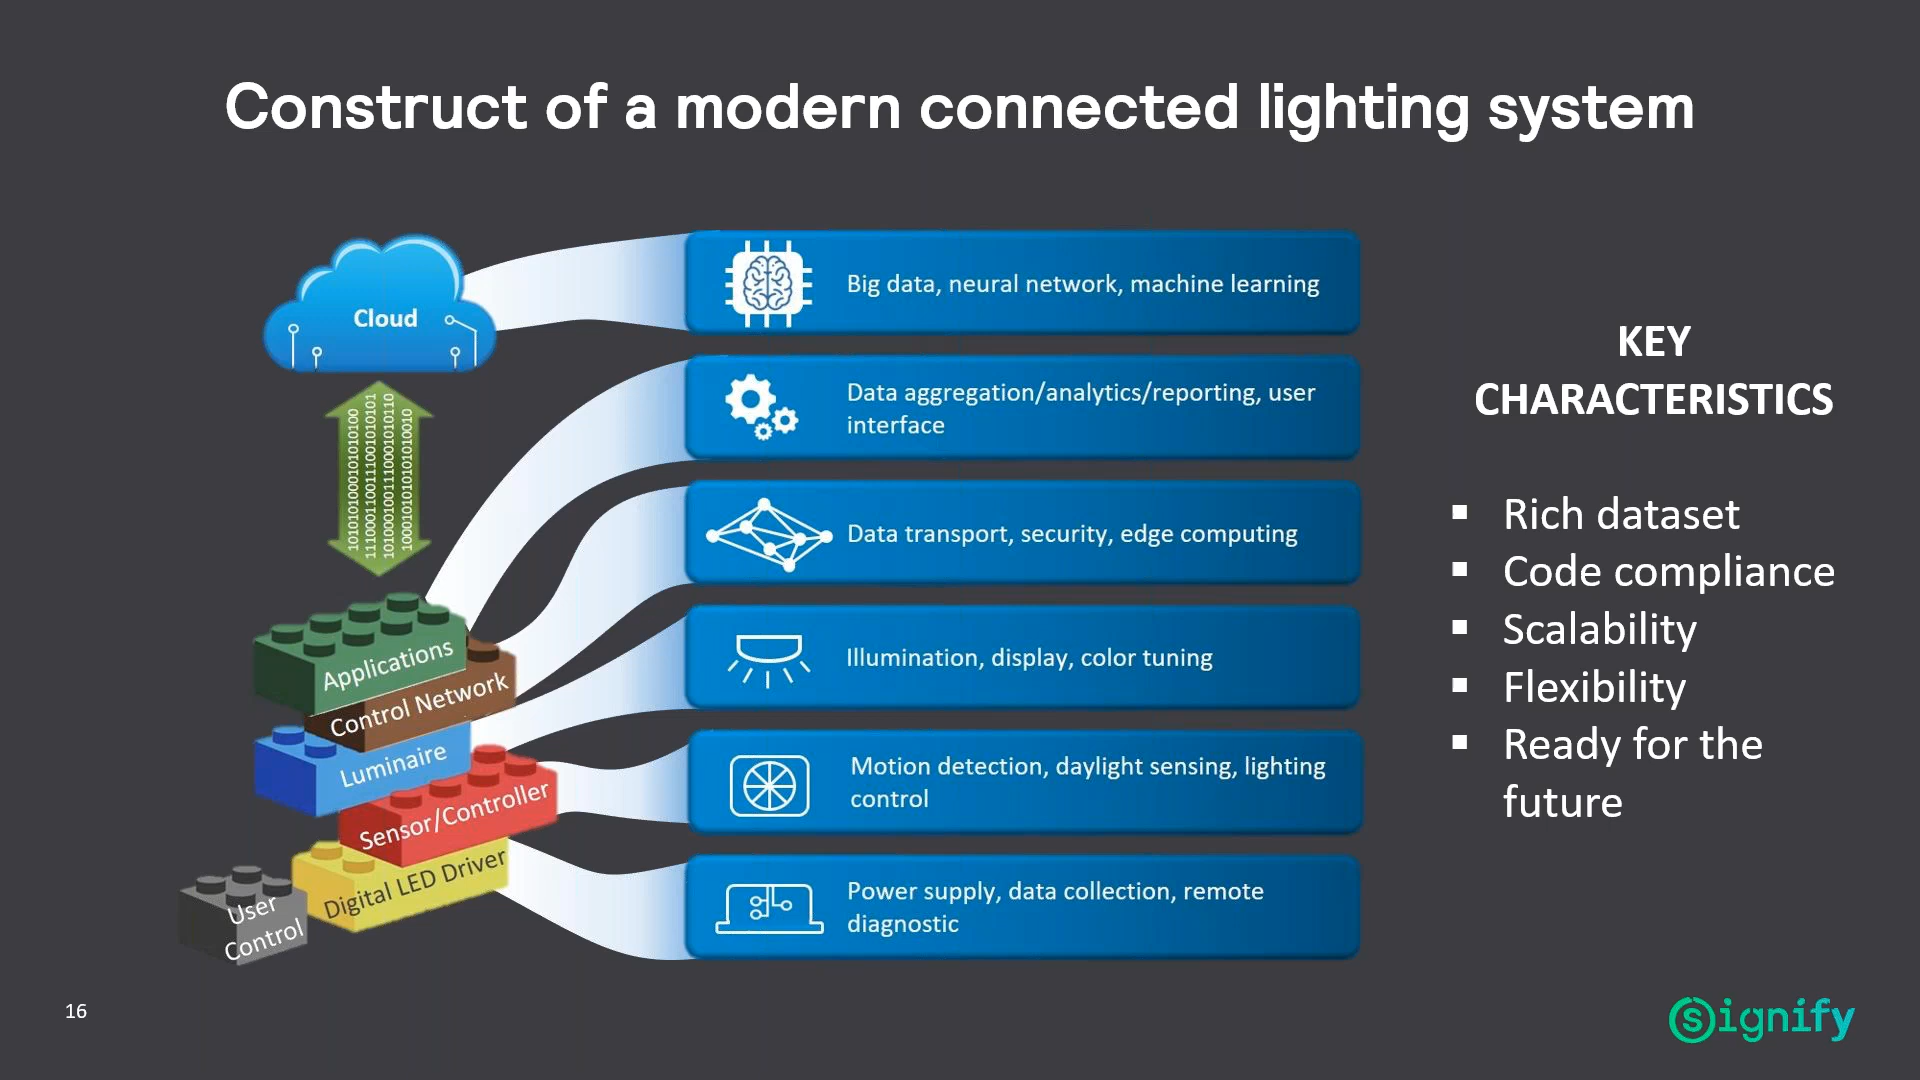 Construct of a modern connected lighting system
Cloud
Big data, neural network, machine learning
Data aggregation/analytics/reporting, user
interface
Data transport, security, edge computing
Illumination, display, color tuning
Motion detection, daylight sensing, lighting
control
Power supply, data collection, remote
diagnostic
Applications
Control Network
Luminaire
Sensor/Controller
Digital LED Driver
User
Control
KEY
CHARACTERISTICS
▪ Rich dataset
▪ Code compliance
▪ Scalability
▪ Flexibility
▪ Ready for the
future
16
Signify